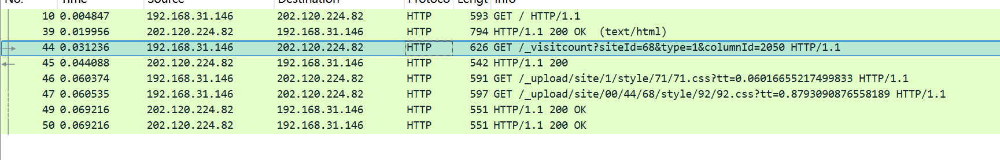 No. Time Source Destination Protoco Lengt Info
10 0.004847 192.168.31.146 202.120.224.82 HTTP 593 GET / HTTP/1.1
39 0.019956 202.120.224.82 192.168.31.146 HTTP 794 HTTP/1.1 200 OK (text/html)
44 0.031236 192.168.31.146 202.120.224.82 HTTP 626 GET /_visitcount?siteId=68&type=1&columnId=2050 HTTP/1.1
45 0.044088 202.120.224.82 192.168.31.146 HTTP 542 HTTP/1.1 200
46 0.060374 192.168.31.146 202.120.224.82 HTTP 591 GET /_upload/site/1/style/71/71.css?tt=0.06016655217499833 HTTP/1.1
47 0.060535 192.168.31.146 202.120.224.82 HTTP 597 GET /_upload/site/00/44/68/style/92/92.css?tt=0.8793090876558189 HTTP/1.1
49 0.069216 202.120.224.82 192.168.31.146 HTTP 551 HTTP/1.1 200 OK
50 0.069216 202.120.224.82 192.168.31.146 HTTP 551 HTTP/1.1 200 OK